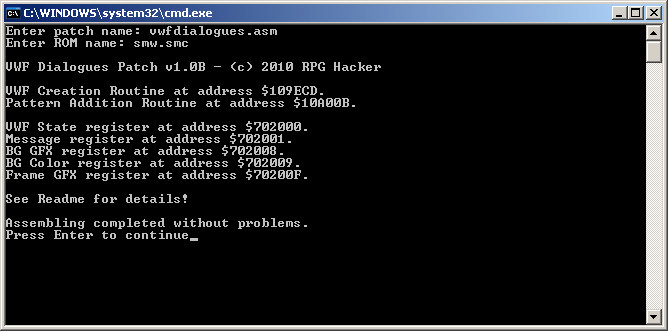 C:\WINDOWS\system32\cmd.exe
Enter patch name: vwfdialogues.asm
Enter ROM name: smw.smc
VWF Dialogues Patch v1.0B - (c) 2010 RPG Hacker
VWF Creation Routine at address $109ECD.
Pattern Addition Routine at address $10A00B.
VWF State register at address $702000.
Message register at address $702001.
BG GFX register at address $702008.
BG Color register at address $702009.
Frame GFX register at address $70200F.
See Readme for details!
Assembling completed without problems.
Press Enter to continue_